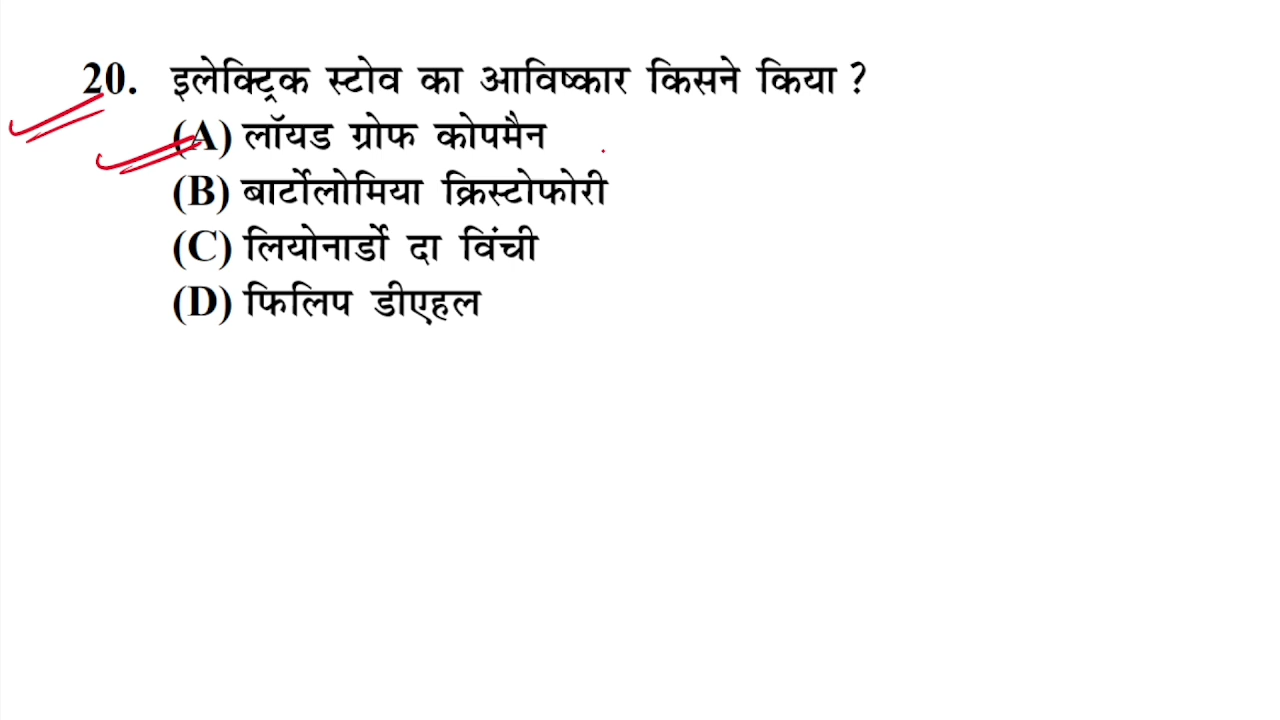 20. इलेक्ट्रिक स्टोव का आविष्कार किसने किया ?
(A) लॉयड ग्रोफ कोपमैन
(B) बार्टोलोमिया क्रिस्टोफोरी
(C) लियोनार्डो दा विंची
(D) फिलिप डीएहल